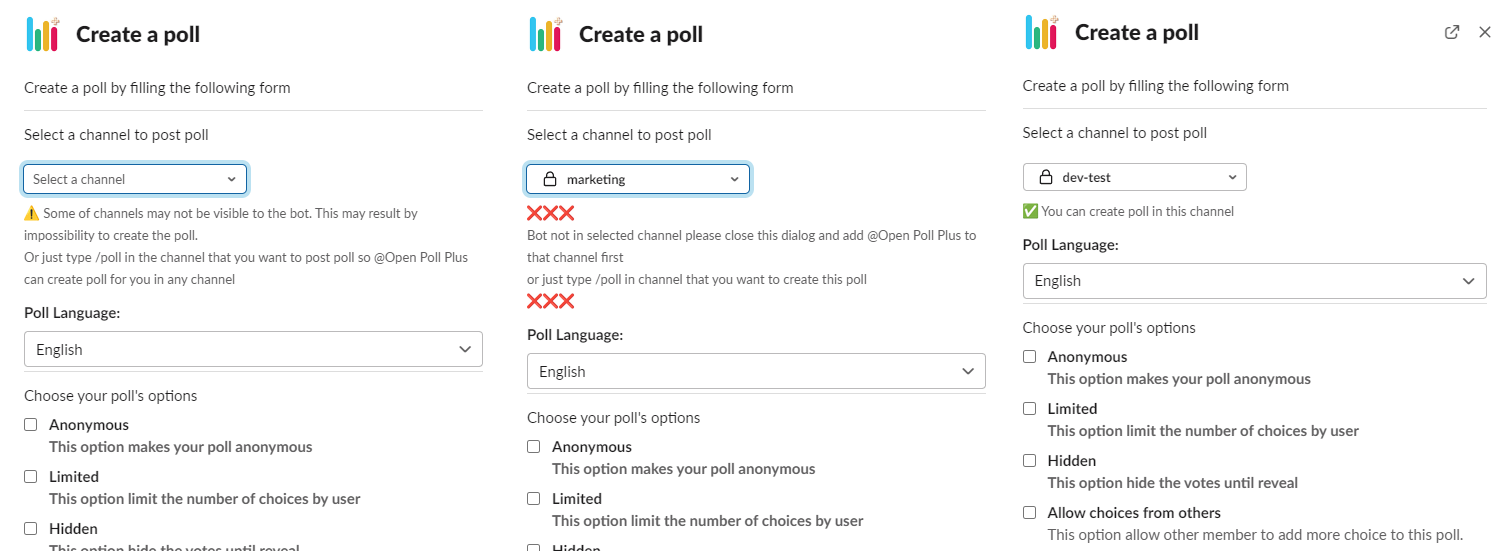 Create a poll
Create a poll by filling the following form
Select a channel to post poll
Select a channel
⚠️ Some of channels may not be visible to the bot. This may result by
impossibility to create the poll.
Or just type /poll in the channel that you want to post poll so @Open Poll Plus
can create poll for you in any channel
Poll Language:
English
Choose your poll's options
Anonymous
This option makes your poll anonymous
Limited
This option limit the number of choices by user
Hidden
This option hide the votes until reveal
Create a poll
Create a poll by filling the following form
Select a channel to post poll
marketing
❌❌❌
Bot not in selected channel please close this dialog and add @Open Poll Plus to
that channel first
or just type /poll in channel that you want to create this poll
❌❌❌
Poll Language:
English
Choose your poll's options
Anonymous
This option makes your poll anonymous
Limited
This option limit the number of choices by user
Hidden
Create a poll
Create a poll by filling the following form
Select a channel to post poll
dev-test
✅ You can create poll in this channel
Poll Language:
English
Choose your poll's options
Anonymous
This option makes your poll anonymous
Limited
This option limit the number of choices by user
Hidden
This option hide the votes until reveal
Allow choices from others
This option allow other member to add more choice to this poll.